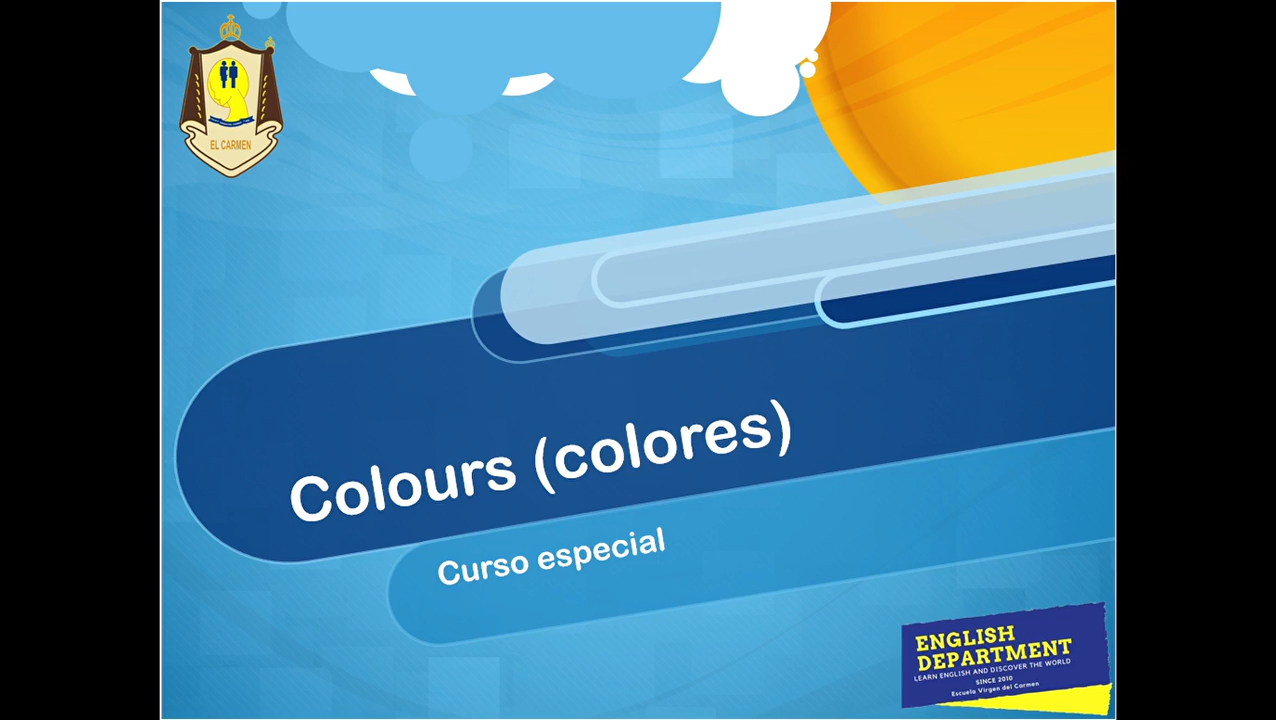 EL CARMEN
Colours (colores)
Curso especial
ENGLISH
DEPARTMENT
LEARN ENGLISH AND DISCOVER THE WORLD
SINCE 2010
Escuela Virgen del Carmen